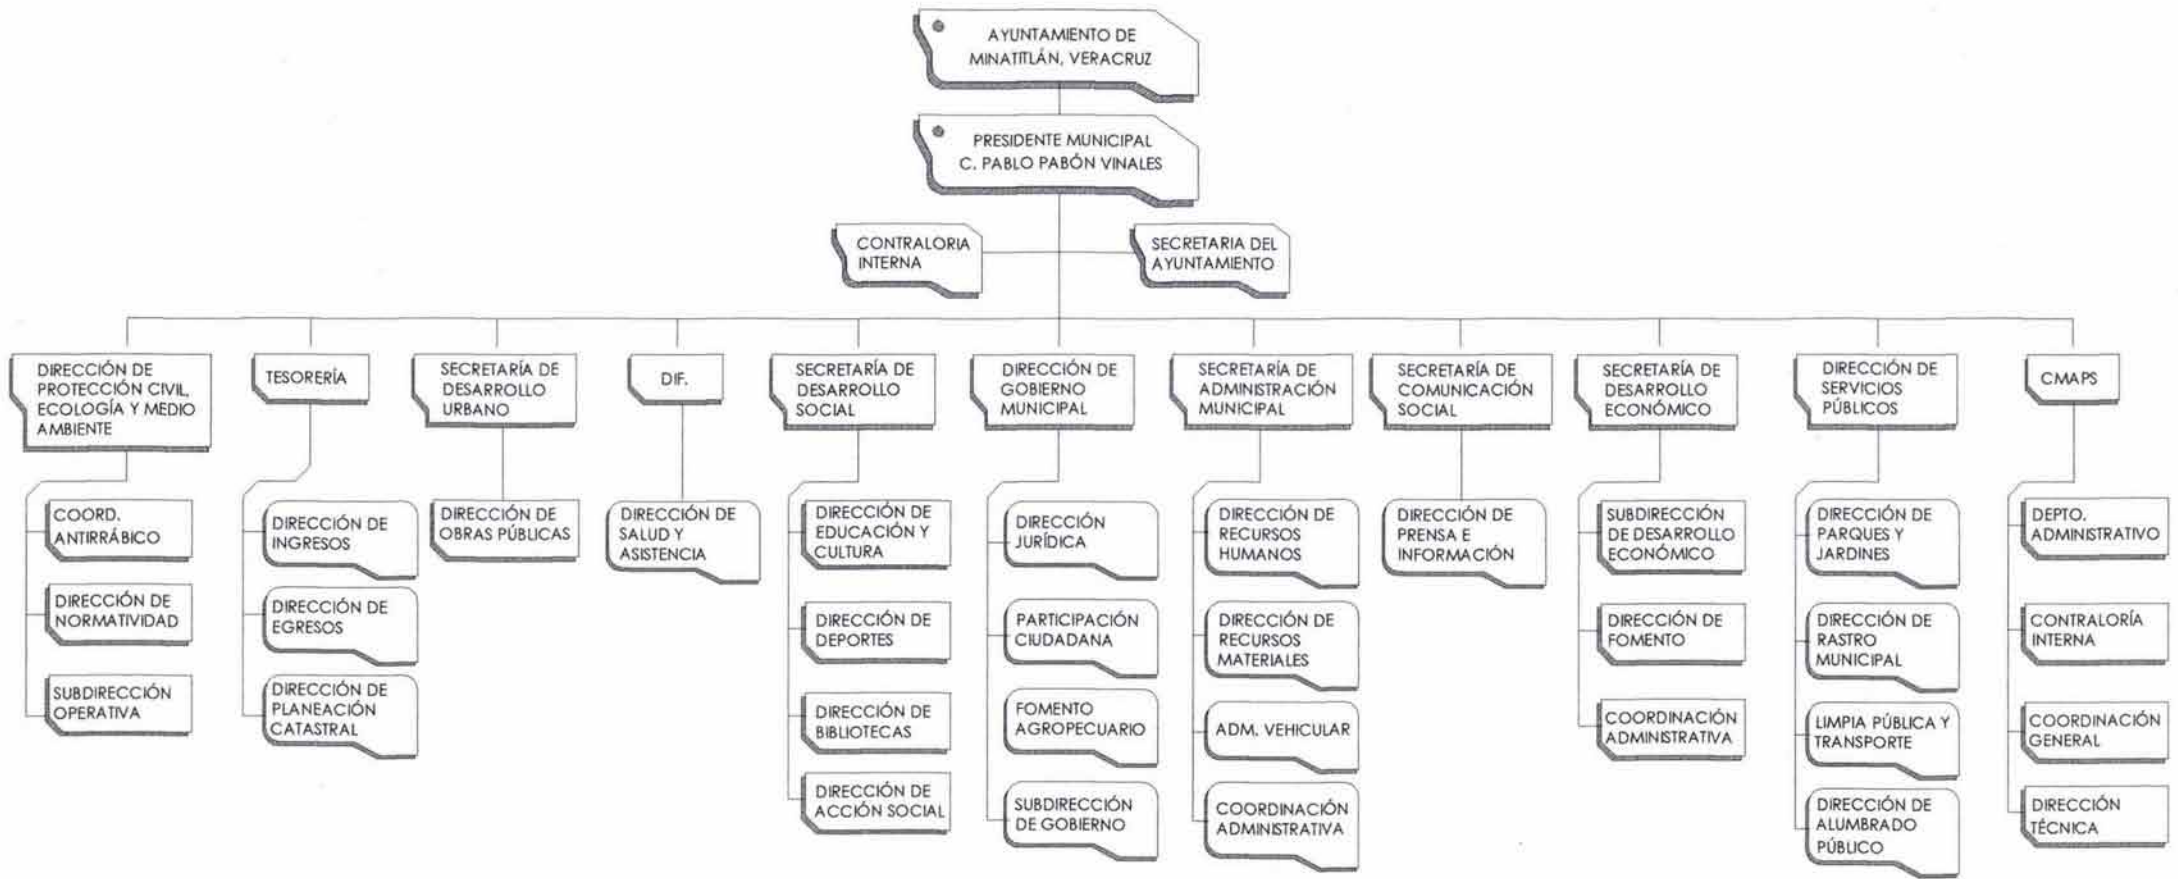 AYUNTAMIENTO DE
MINATITLÁN, VERACRUZ
PRESIDENTE MUNICIPAL
C. PABLO PABÓN VINALES
CONTRALORIA
INTERNA
SECRETARIA DEL
AYUNTAMIENTO
DIRECCIÓN DE
PROTECCIÓN CIVIL,
ECOLOGÍA Y MEDIO
AMBIENTE
COORD.
ANTIRRÁBICO
DIRECCIÓN DE
NORMATIVIDAD
SUBDIRECCIÓN
OPERATIVA
TESORERÍA
DIRECCIÓN DE
INGRESOS
DIRECCIÓN DE
EGRESOS
DIRECCIÓN DE
PLANEACIÓN
CATASTRAL
SECRETARÍA DE
DESARROLLO
URBANO
DIRECCIÓN DE
OBRAS PÚBLICAS
DIF.
DIRECCIÓN DE
SALUD Y
ASISTENCIA
SECRETARÍA DE
DESARROLLO
SOCIAL
DIRECCIÓN DE
EDUCACIÓN Y
CULTURA
DIRECCIÓN DE
DEPORTES
DIRECCIÓN DE
BIBLIOTECAS
DIRECCIÓN DE
ACCIÓN SOCIAL
DIRECCIÓN DE
GOBIERNO
MUNICIPAL
DIRECCIÓN
JURÍDICA
PARTICIPACIÓN
CIUDADANA
FOMENTO
AGROPECUARIO
SUBDIRECCIÓN
DE GOBIERNO
SECRETARÍA DE
ADMINISTRACIÓN
MUNICIPAL
DIRECCIÓN DE
RECURSOS
HUMANOS
DIRECCIÓN DE
RECURSOS
MATERIALES
ADM. VEHICULAR
COORDINACIÓN
ADMINISTRATIVA
SECRETARÍA DE
COMUNICACIÓN
SOCIAL
DIRECCIÓN DE
PRENSA E
INFORMACIÓN
SECRETARÍA DE
DESARROLLO
ECONÓMICO
SUBDIRECCIÓN
DE DESARROLLO
ECONÓMICO
DIRECCIÓN DE
FOMENTO
COORDINACIÓN
ADMINISTRATIVA
DIRECCIÓN DE
SERVICIOS
PÚBLICOS
DIRECCIÓN DE
PARQUES Y
JARDINES
DIRECCIÓN DE
RASTRO
MUNICIPAL
LIMPIA PÚBLICA Y
TRANSPORTE
DIRECCIÓN DE
ALUMBRADO
PÚBLICO
CMAPS
DEPTO.
ADMINISTRATIVO
CONTRALORÍA
INTERNA
COORDINACIÓN
GENERAL
DIRECCIÓN
TÉCNICA